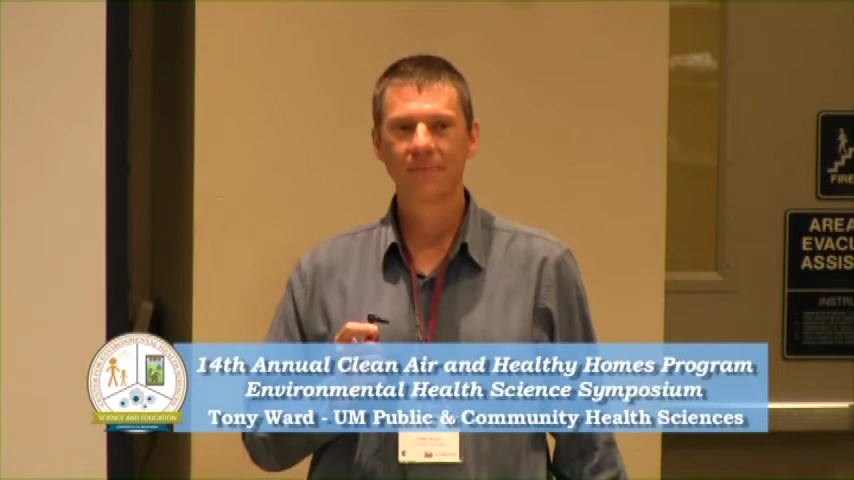 14th Annual Clean Air and Healthy Homes Program
Environmental Health Science Symposium
Tony Ward - UM Public & Community Health Sciences
SCIENCE AND EDUCATION
FIRE
AREA
EVACU
ASSIS
INSTRU